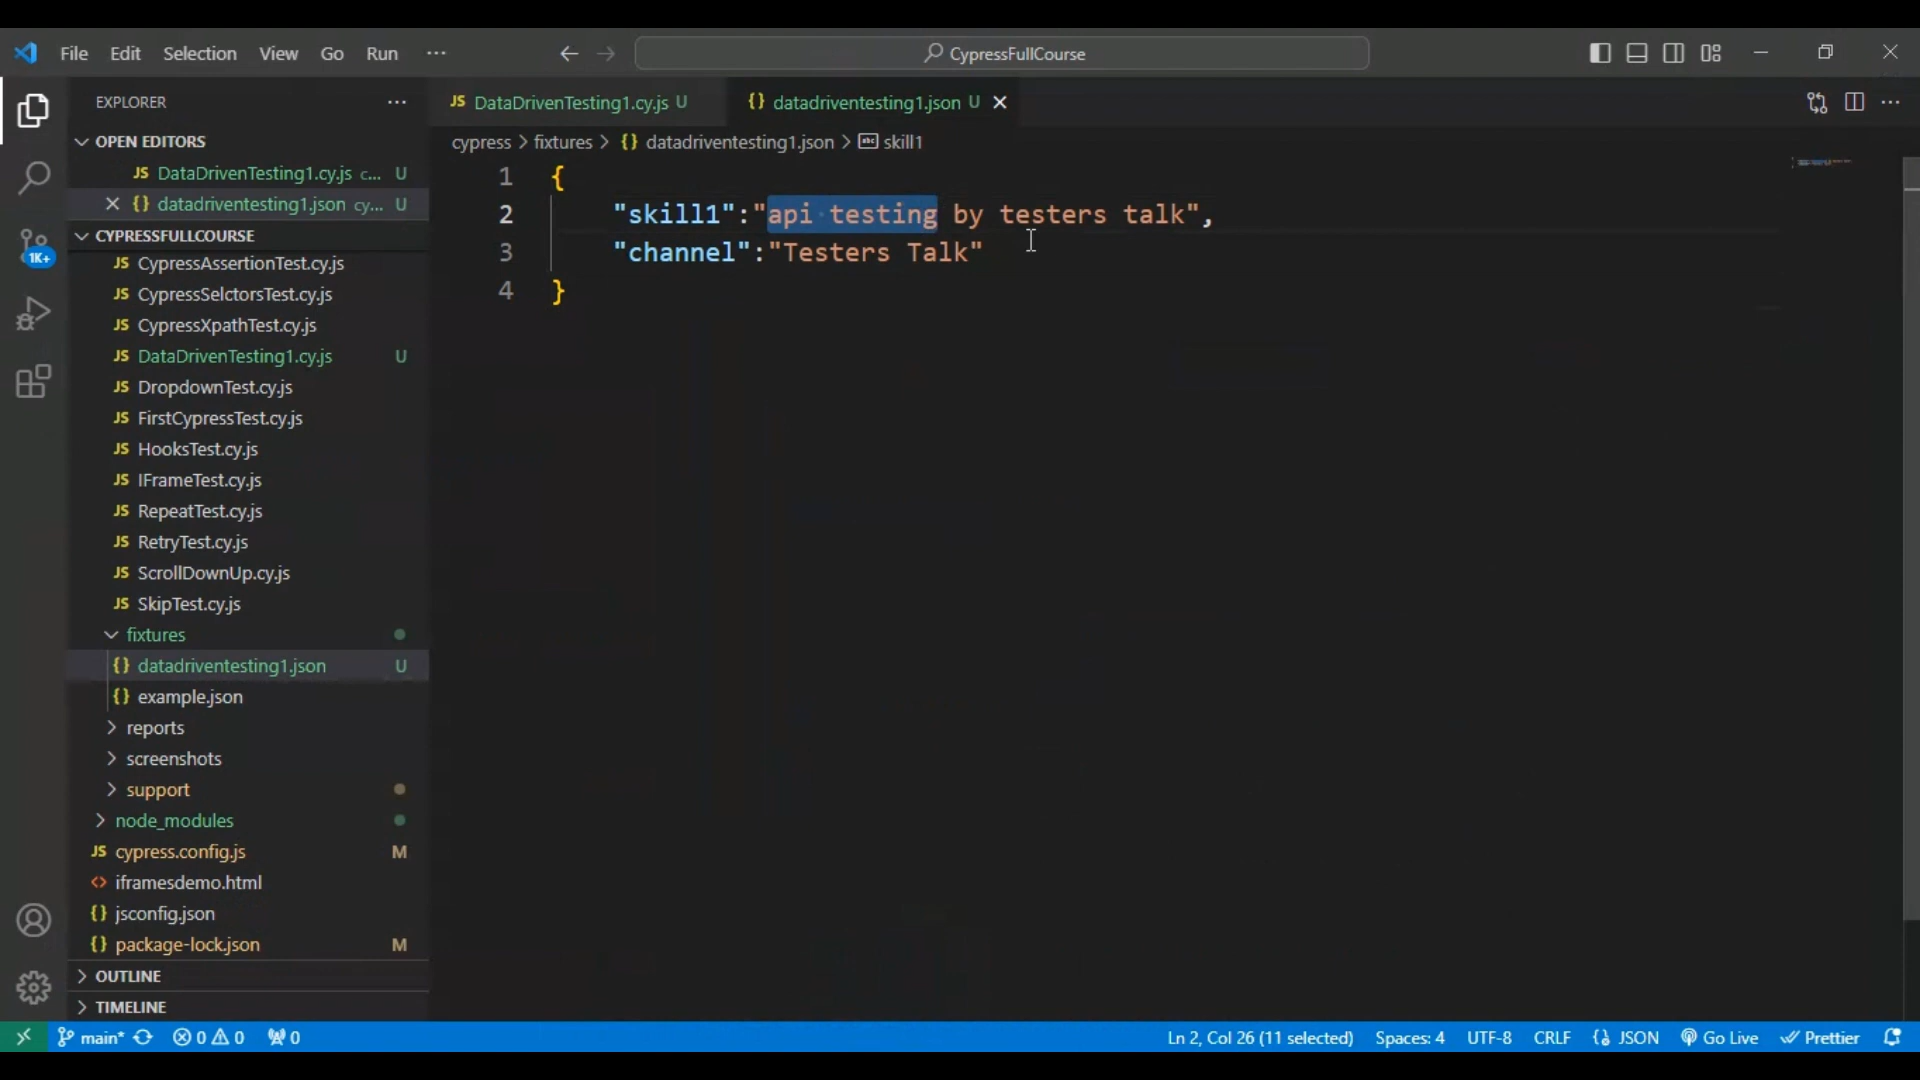 File Edit Selection View Go Run ··· CypressFullCourse
EXPLORER ···
OPEN EDITORS
JS DataDrivenTesting1.cy.js c... U
{} datadriventesting1.json cy... U
CYPRESSFULLCOURSE
JS CypressAssertionTest.cy.js
JS CypressSelctorsTest.cy.js
JS CypressXpathTest.cy.js
JS DataDrivenTesting1.cy.js U
JS DropdownTest.cy.js
JS FirstCypressTest.cy.js
JS HooksTest.cy.js
JS IFrameTest.cy.js
JS RepeatTest.cy.js
JS RetryTest.cy.js
JS ScrollDownUp.cy.js
JS SkipTest.cy.js
fixtures
{} datadriventesting1.json U
{} example.json
reports
screenshots
support
node_modules
JS cypress.config.js M
<> iframesdemo.html
{} jsconfig.json
{} package-lock.json M
OUTLINE
TIMELINE
1K+
JS DataDrivenTesting1.cy.js U {} datadriventesting1.json U
cypress > fixtures > {} datadriventesting1.json > abc skill1
1 {
2 "skill1":"api testing by testers talk",
3 "channel":"Testers Talk"
4 }
main* 0 0 0 Ln 2, Col 26 (11 selected) Spaces: 4 UTF-8 CRLF {} JSON Go Live Prettier